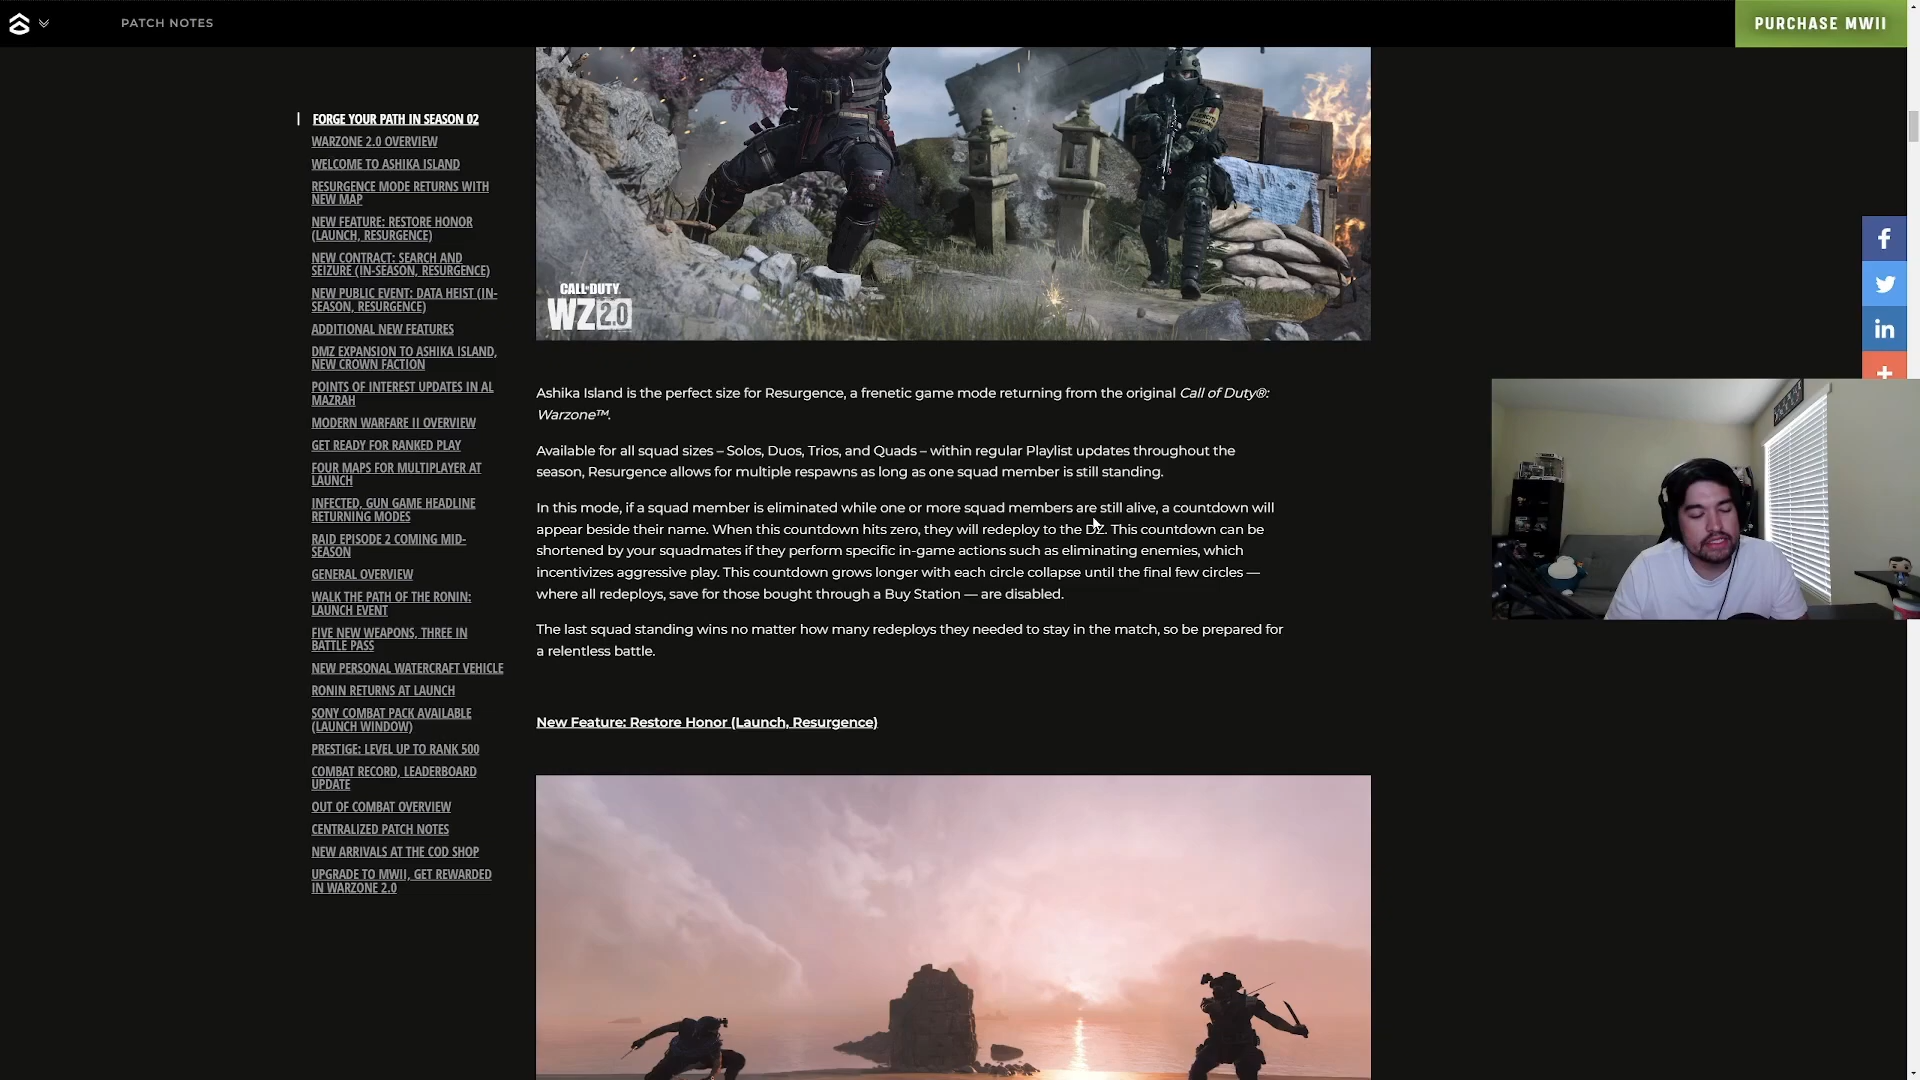 PATCH NOTES
PURCHASE MWII
FORGE YOUR PATH IN SEASON 02
WARZONE 2.0 OVERVIEW
WELCOME TO ASHIKA ISLAND
RESURGENCE MODE RETURNS WITH
NEW MAP
NEW FEATURE: RESTORE HONOR
(LAUNCH, RESURGENCE)
NEW CONTRACT: SEARCH AND
SEIZURE (IN-SEASON, RESURGENCE)
NEW PUBLIC EVENT: DATA HEIST (IN-
SEASON, RESURGENCE)
ADDITIONAL NEW FEATURES
DMZ EXPANSION TO ASHIKA ISLAND,
NEW CROWN FACTION
POINTS OF INTEREST UPDATES IN AL
MAZRAH
MODERN WARFARE II OVERVIEW
GET READY FOR RANKED PLAY
FOUR MAPS FOR MULTIPLAYER AT
LAUNCH
INFECTED, GUN GAME HEADLINE
RETURNING MODES
RAID EPISODE 2 COMING MID-
SEASON
GENERAL OVERVIEW
WALK THE PATH OF THE RONIN:
LAUNCH EVENT
FIVE NEW WEAPONS, THREE IN
BATTLE PASS
NEW PERSONAL WATERCRAFT VEHICLE
RONIN RETURNS AT LAUNCH
SONY COMBAT PACK AVAILABLE
(LAUNCH WINDOW)
PRESTIGE: LEVEL UP TO RANK 500
COMBAT RECORD, LEADERBOARD
UPDATE
OUT OF COMBAT OVERVIEW
CENTRALIZED PATCH NOTES
NEW ARRIVALS AT THE COD SHOP
UPGRADE TO MWII, GET REWARDED
IN WARZONE 2.0
CALL OF DUTY
WZ 2.0
Ashika Island is the perfect size for Resurgence, a frenetic game mode returning from the original Call of Duty®:
Warzone™.
Available for all squad sizes – Solos, Duos, Trios, and Quads – within regular Playlist updates throughout the
season, Resurgence allows for multiple respawns as long as one squad member is still standing.
In this mode, if a squad member is eliminated while one or more squad members are still alive, a countdown will
appear beside their name. When this countdown hits zero, they will redeploy to the DZ. This countdown can be
shortened by your squadmates if they perform specific in-game actions such as eliminating enemies, which
incentivizes aggressive play. This countdown grows longer with each circle collapse until the final few circles —
where all redeploys, save for those bought through a Buy Station — are disabled.
The last squad standing wins no matter how many redeploys they needed to stay in the match, so be prepared for
a relentless battle.
New Feature: Restore Honor (Launch, Resurgence)